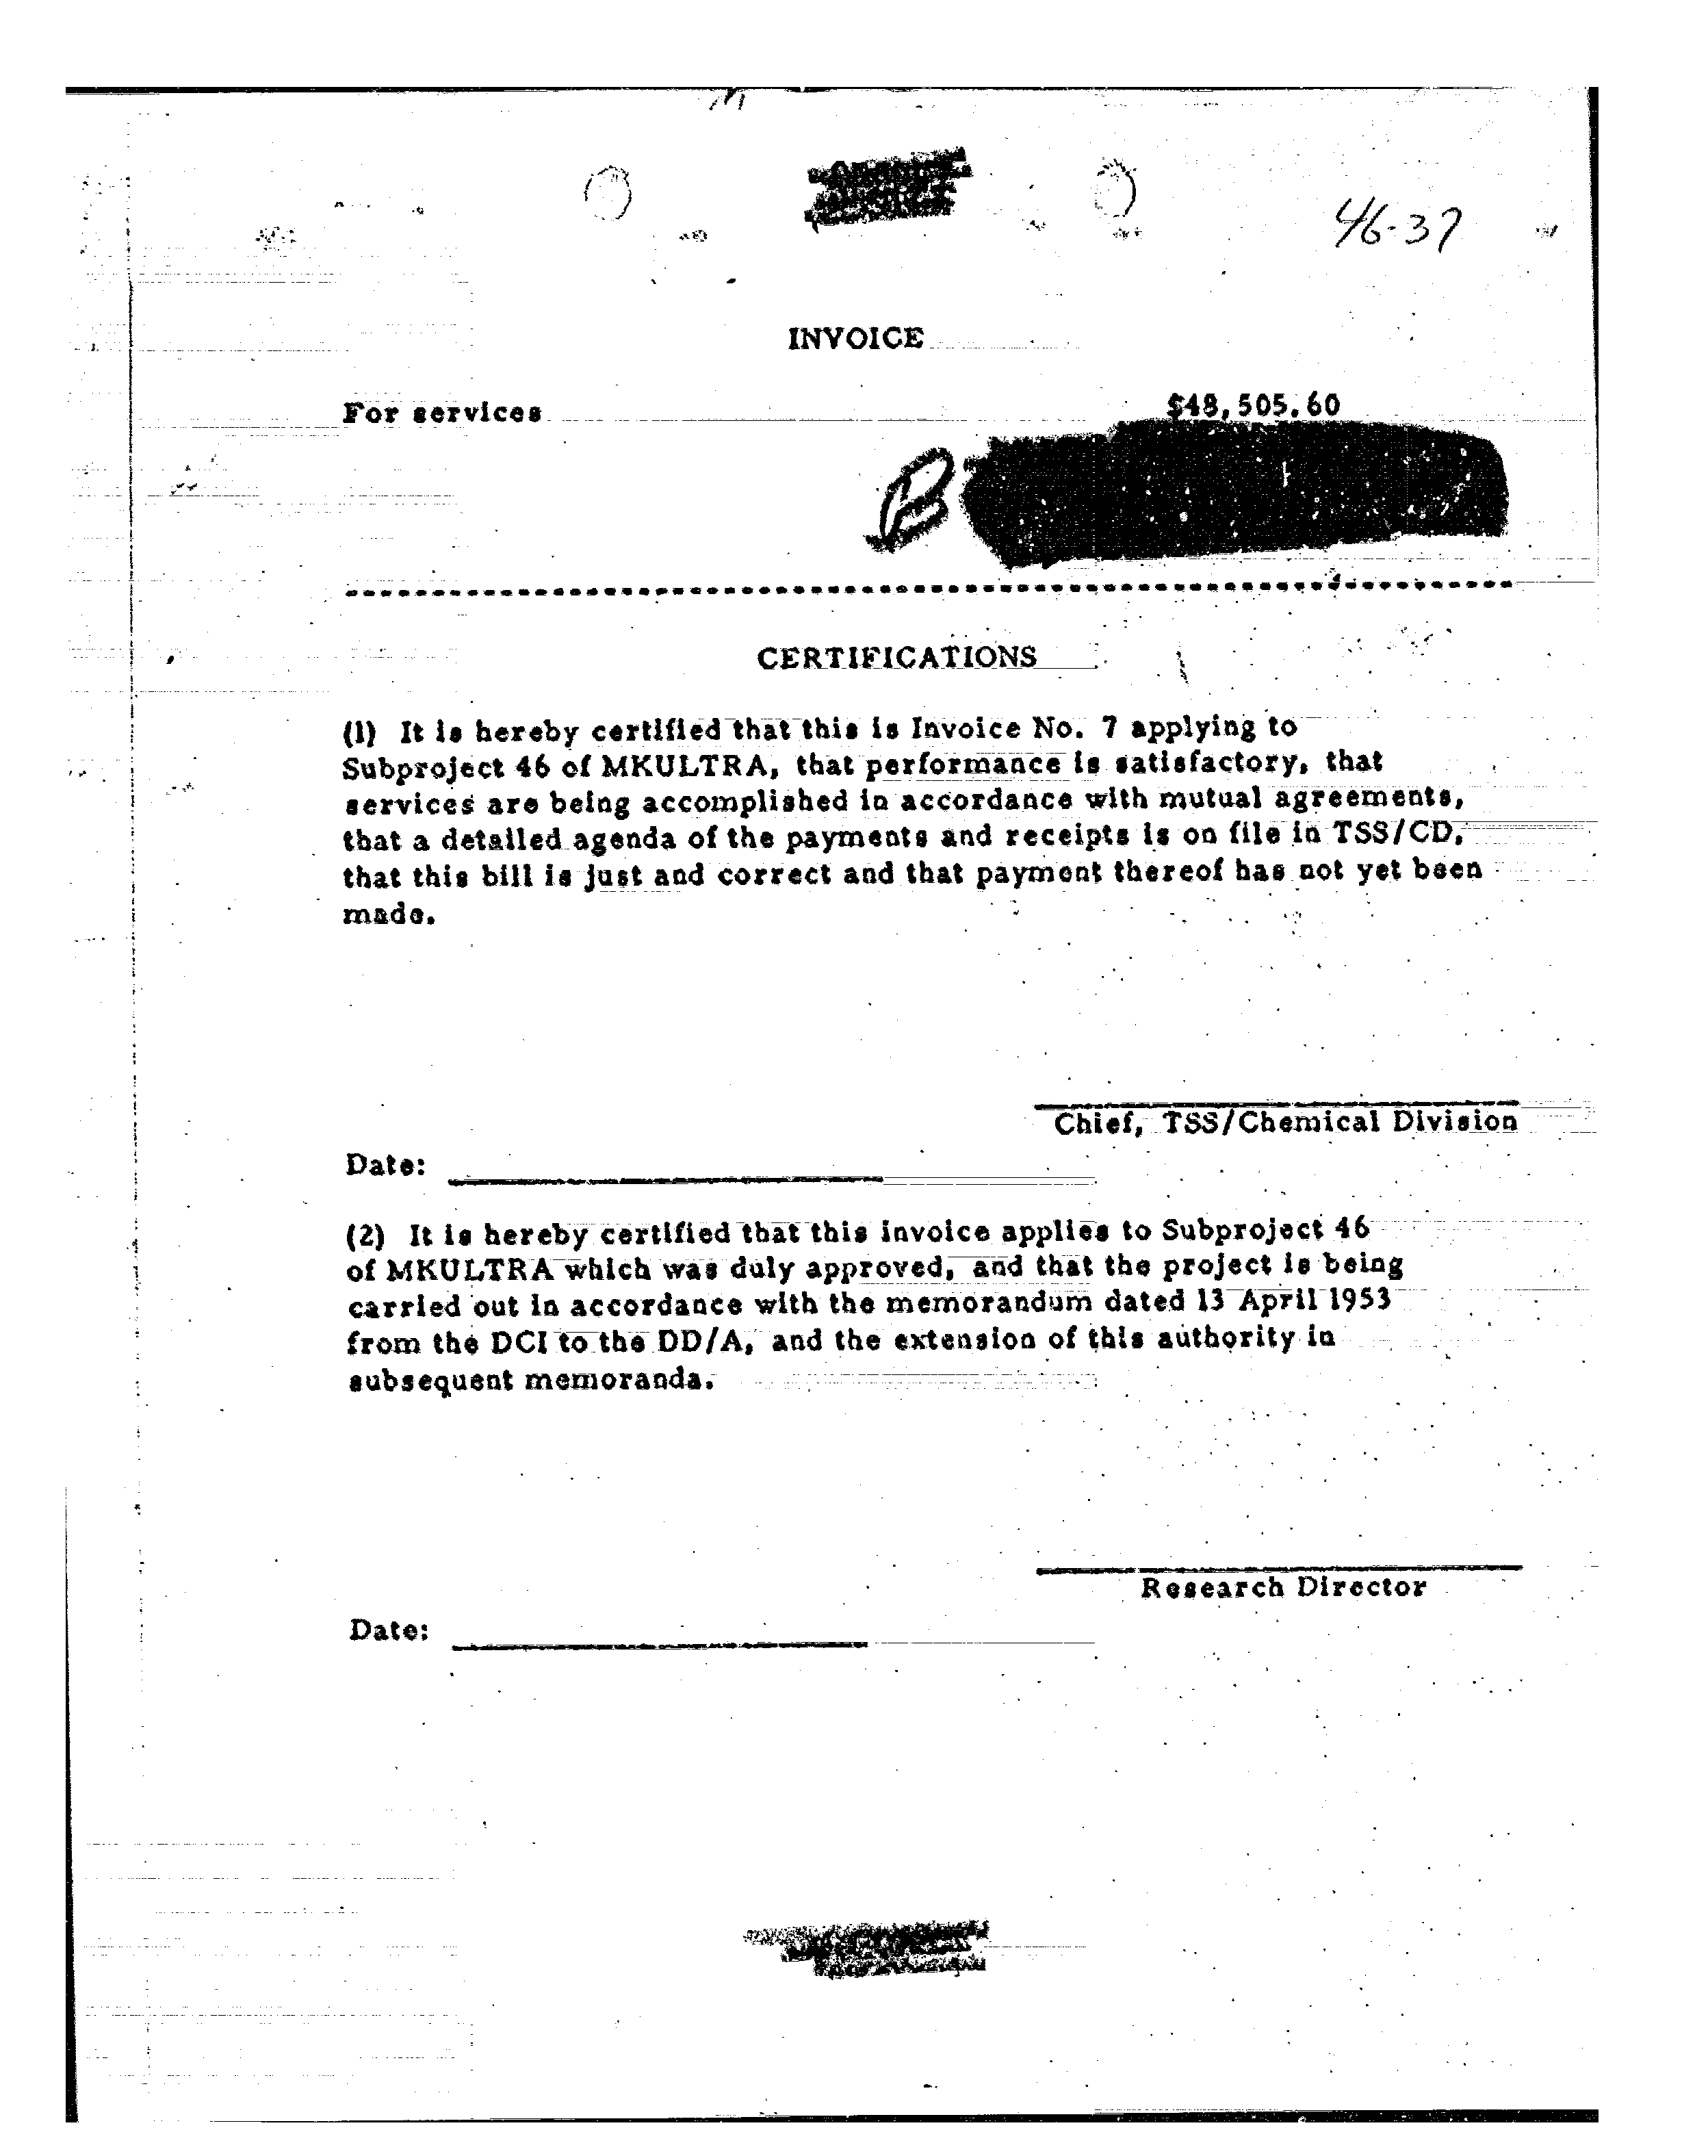 46-37
INVOICE
For services $48,505.60
B
CERTIFICATIONS
(1) It is hereby certified that this is Invoice No. 7 applying to
Subproject 46 of MKULTRA, that performance is satisfactory, that
services are being accomplished in accordance with mutual agreements,
that a detailed agenda of the payments and receipts is on file in TSS/CD,
that this bill is just and correct and that payment thereof has not yet been
made.
Chief, TSS/Chemical Division
Date:
(2) It is hereby certified that this invoice applies to Subproject 46
of MKULTRA which was duly approved, and that the project is being
carried out in accordance with the memorandum dated 13 April 1953
from the DCI to the DD/A, and the extension of this authority in
subsequent memoranda.
Research Director
Date: